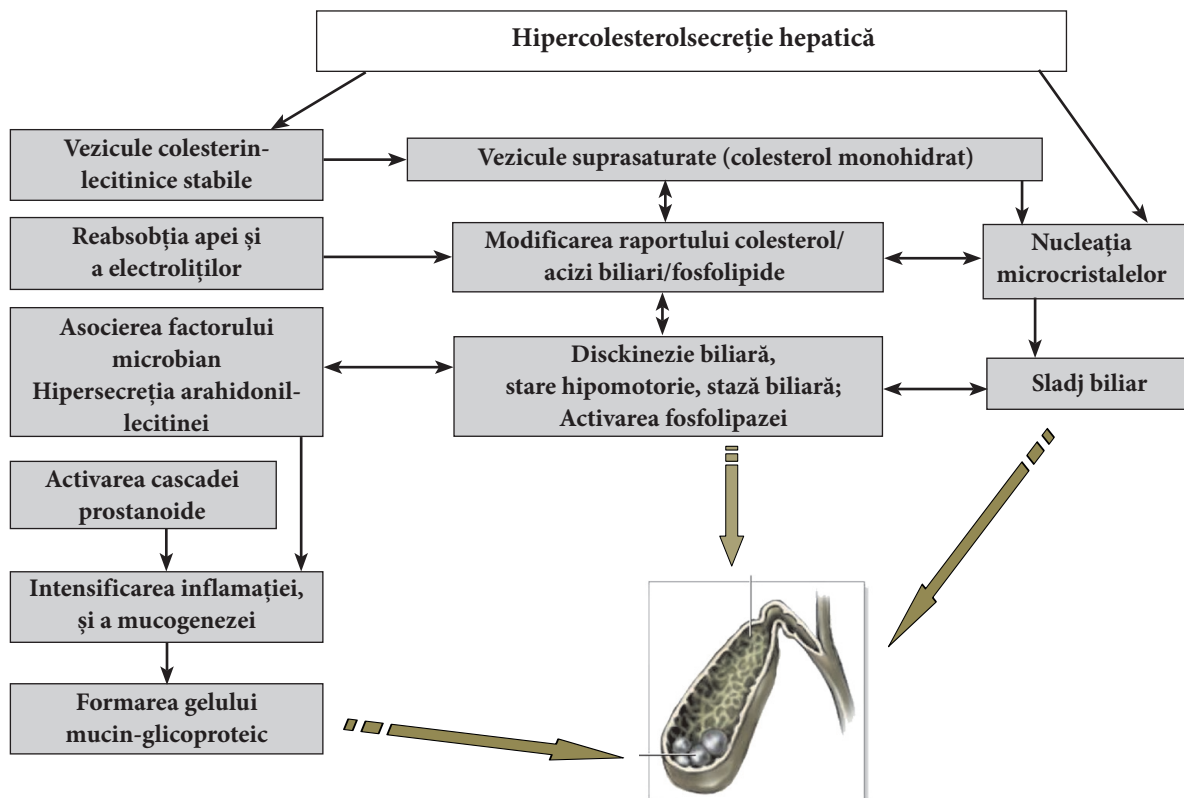 Hipercolesterolsecreție hepatică
Vezicule colesterin-
lecitinice stabile
Vezicule suprasaturate (colesterol monohidrat)
Reabsobția apei și
a electroliților
Modificarea raportului colesterol/
acizi biliari/fosfolipide
Nucleația
microcristalelor
Asocierea factorului
microbian
Hipersecreția arahidonil-
lecitinei
Disckinezie biliară,
stare hipomotorie, stază biliară;
Activarea fosfolipazei
Sladj biliar
Activarea cascadei
prostanoide
Intensificarea inflamației,
și a mucogenezei
Formarea gelului
mucin-glicoproteic